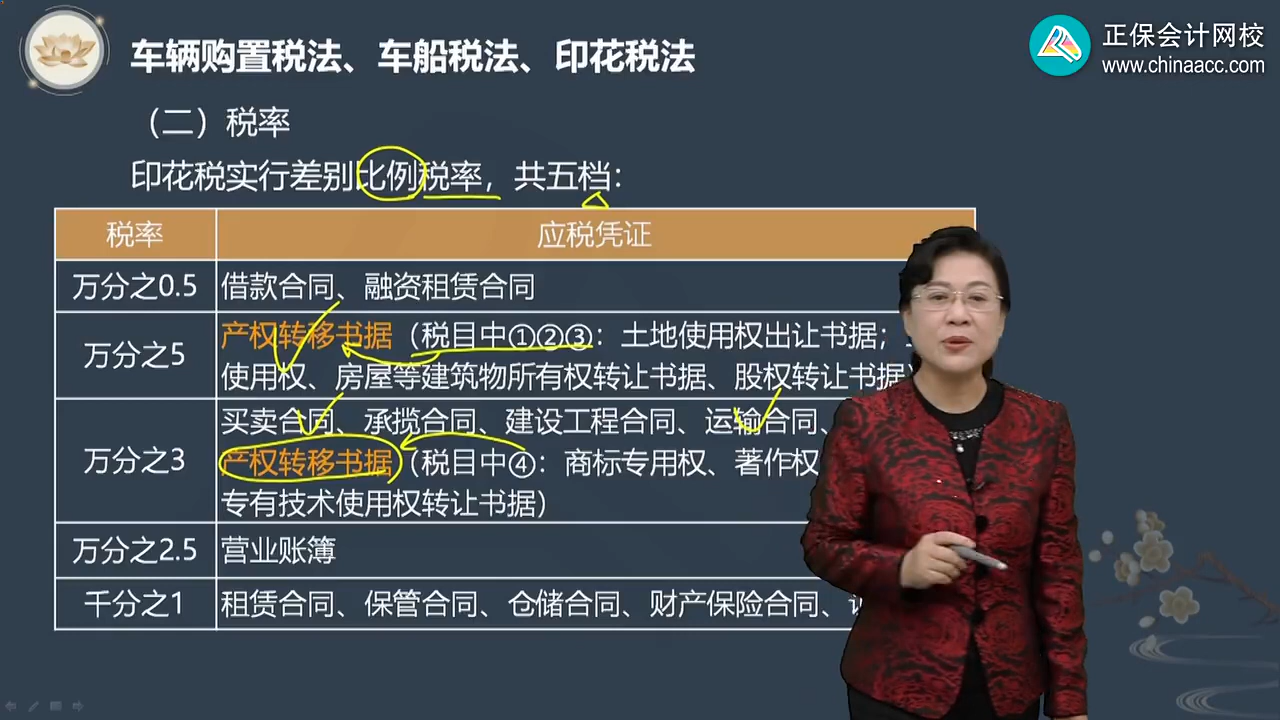 车辆购置税法、车船税法、印花税法
正保会计网校
www.chinaacc.com
（二）税率
印花税实行差别比例税率，共五档：
税率 应税凭证
万分之0.5 借款合同、融资租赁合同
万分之5 产权转移书据（税目中①②③：土地使用权出让书据；
使用权、房屋等建筑物所有权转让书据、股权转让书据
万分之3 买卖合同、承揽合同、建设工程合同、运输合同、
产权转移书据（税目中④：商标专用权、著作权
专有技术使用权转让书据）
万分之2.5 营业账簿
千分之1 租赁合同、保管合同、仓储合同、财产保险合同、